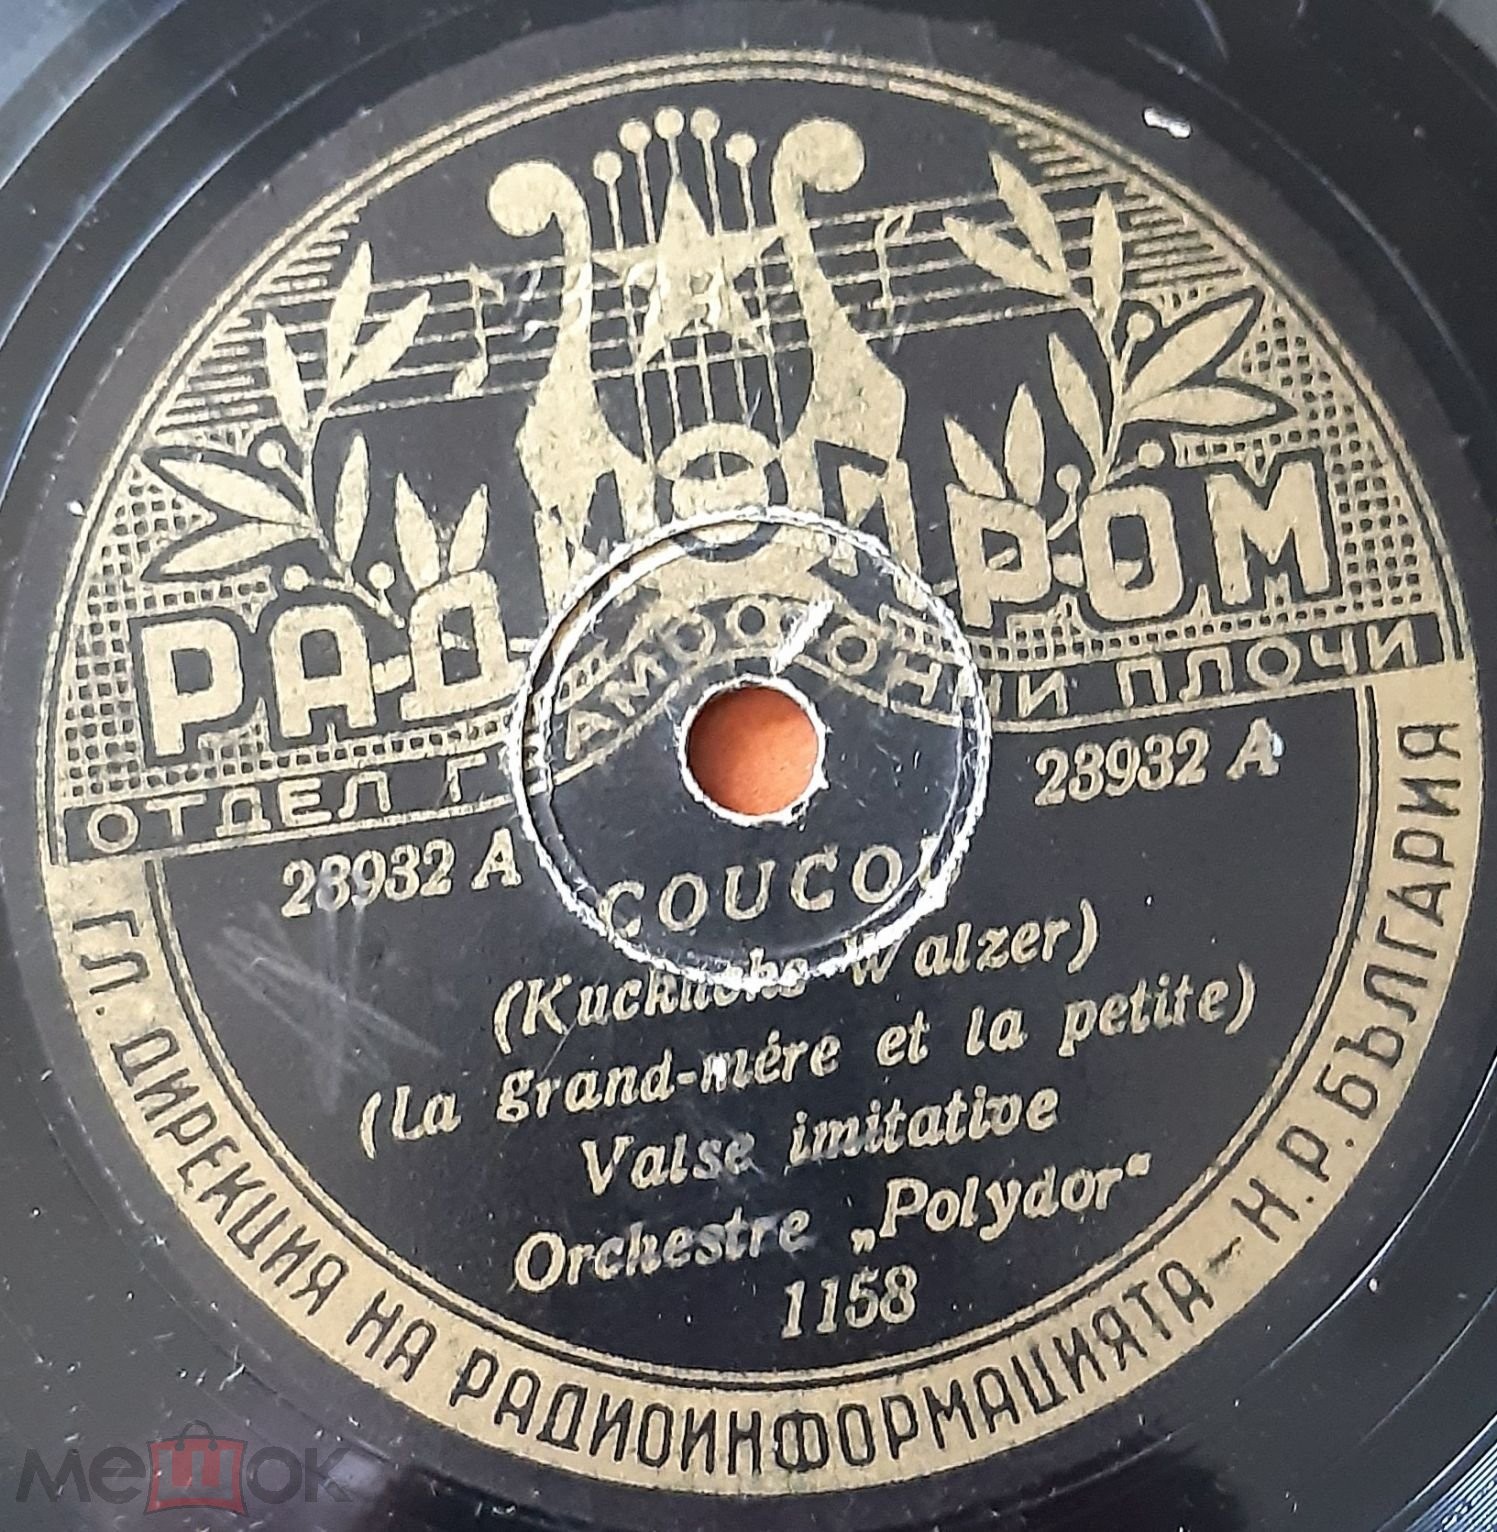 РАДИОПРОМ
ОТДЕЛ ГРАМОФОННИ ПЛОЧИ
23932 A
23932 A
COUCOU
(Kuckucks Walzer)
(La grand-mére et la petite)
Valse imitative
Orchestre „Polydor“
1158
ГЛ. ДИРЕКЦИЯ НА РАДИОИНФОРМАЦИЯТА - Н.Р. БЪЛГАРИЯ
мешок